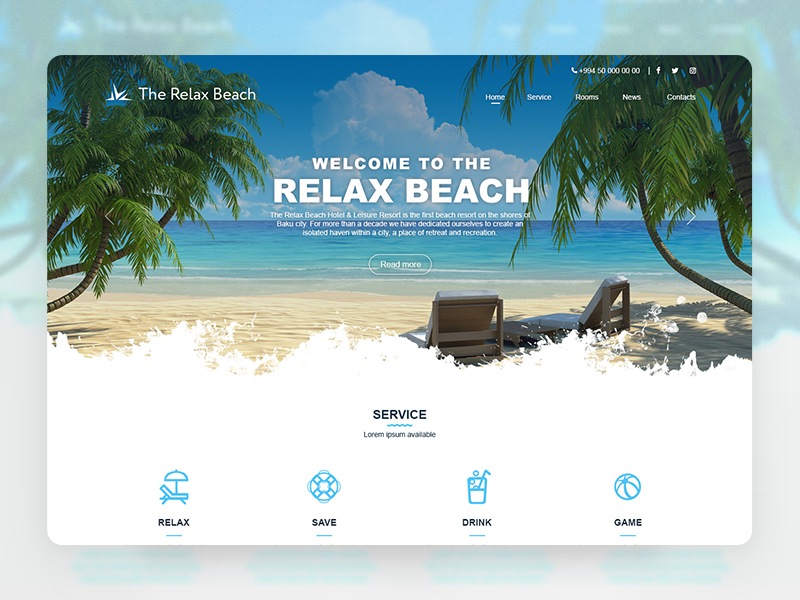 +994 50 000 00 00
The Relax Beach
Home Service Rooms News Contacts
WELCOME TO THE
RELAX BEACH
The Relax Beach Hotel & Leisure Resort is the first beach resort on the shores of
Baku city. For more than a decade we have dedicated ourselves to create an
isolated haven within a city, a place of retreat and recreation.
Read more
SERVICE
Lorem ipsum available
RELAX SAVE DRINK GAME